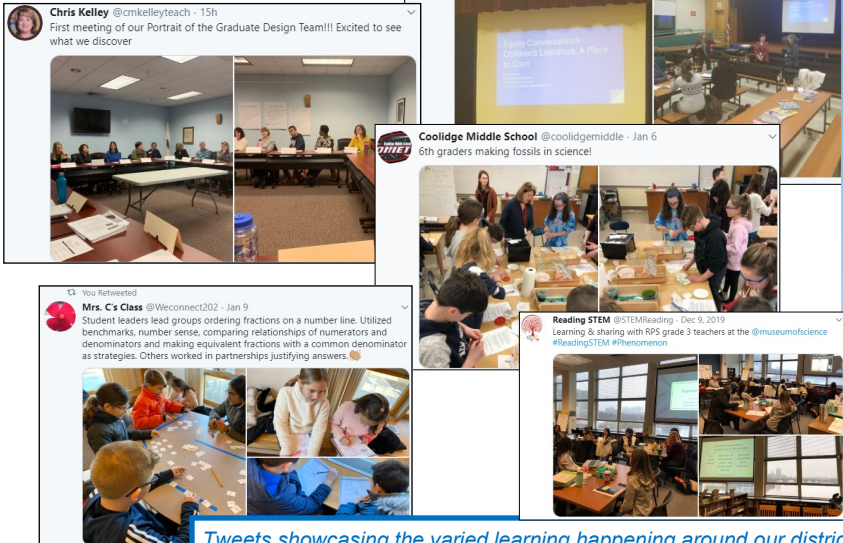 Chris Kelley @cmkelleyteach · 15h
First meeting of our Portrait of the Graduate Design Team!!! Excited to see
what we discover
Equity Conversations -
Children's Literature, A Place
to Start
Coolidge Middle School @coolidgemiddle · Jan 6
6th graders making fossils in science!
You Retweeted
Mrs. C's Class @Weconnect202 · Jan 9
Student leaders lead groups ordering fractions on a number line. Utilized
benchmarks, number sense, comparing relationships of numerators and
denominators and making equivalent fractions with a common denominator
as strategies. Others worked in partnerships justifying answers.👏🏼
Reading STEM @STEMReading · Dec 9, 2019
Learning & sharing with RPS grade 3 teachers at the @museumofscience
#ReadingSTEM #Phenomenon
Tweets showcasing the varied learning happening around our distric